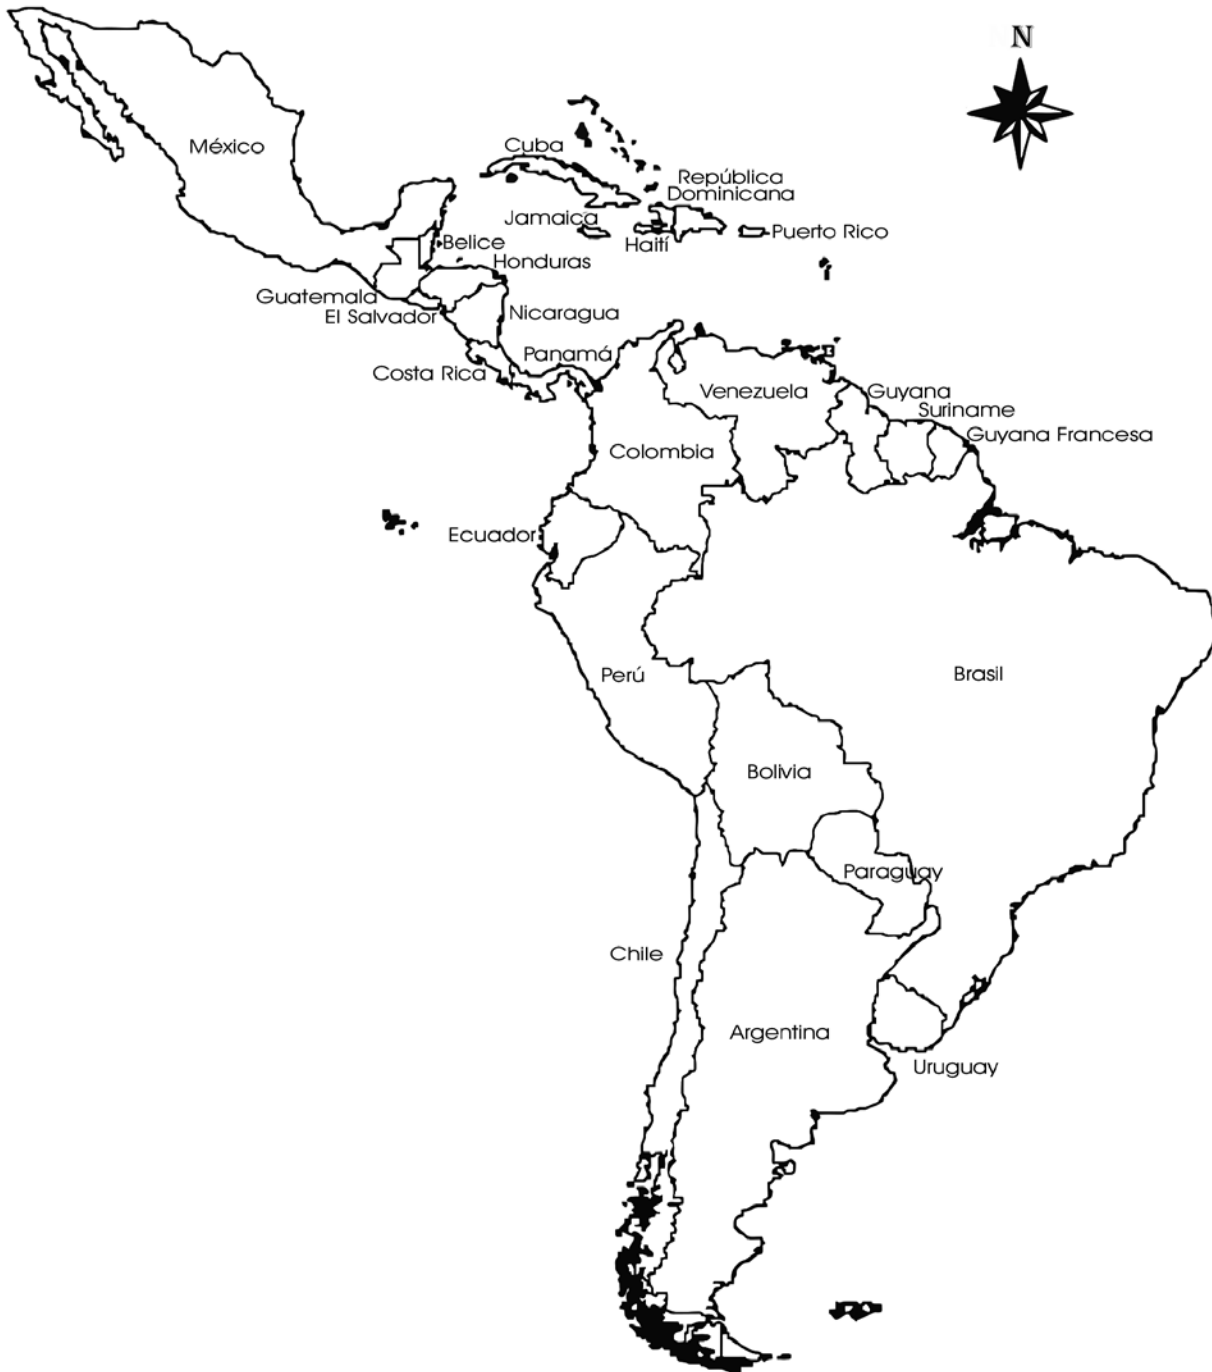 N
México
Cuba
República
Dominicana
Jamaica
Haití
Puerto Rico
Belice
Honduras
Guatemala
El Salvador
Nicaragua
Panamá
Costa Rica
Venezuela
Guyana
Suriname
Guyana Francesa
Colombia
Ecuador
Perú
Brasil
Bolivia
Paraguay
Chile
Argentina
Uruguay